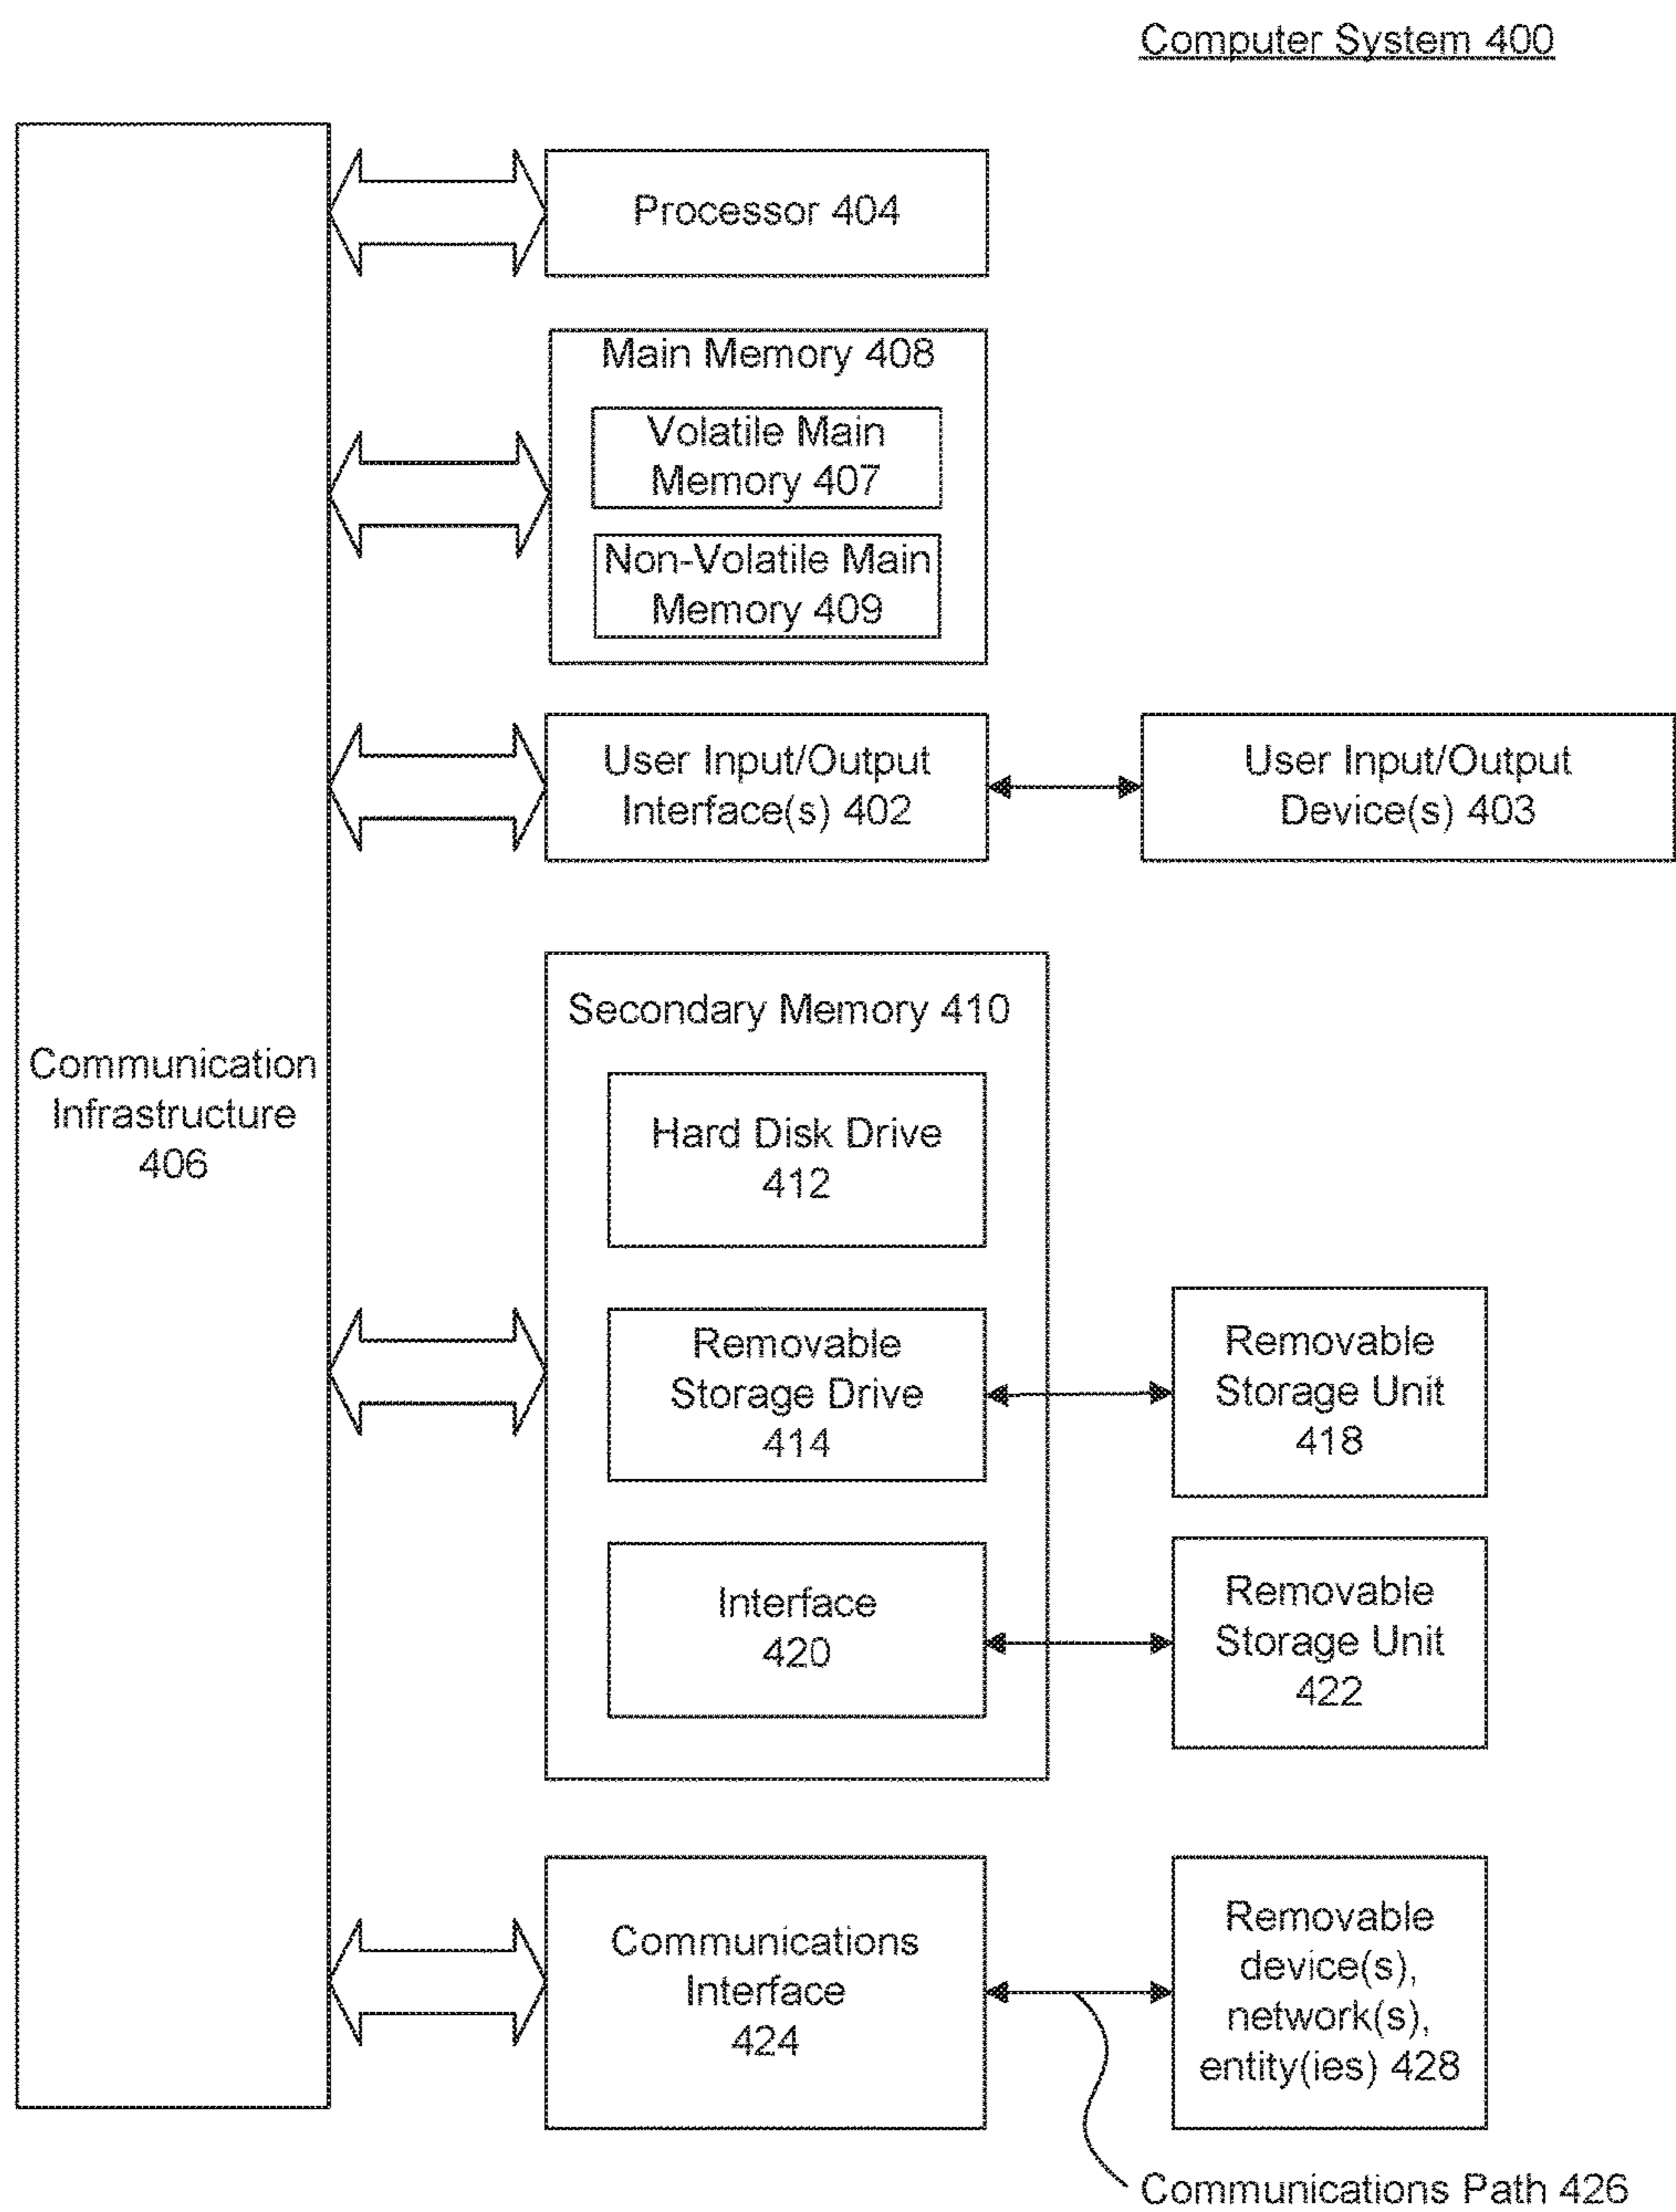 Computer System 400
Processor 404
Main Memory 408
Volatile Main
Memory 407
Non-Volatile Main
Memory 409
User Input/Output
Interface(s) 402
User Input/Output
Device(s) 403
Communication
Infrastructure
406
Secondary Memory 410
Hard Disk Drive
412
Removable
Storage Drive
414
Removable
Storage Unit
418
Interface
420
Removable
Storage Unit
422
Communications
Interface
424
Removable
device(s),
network(s),
entity(ies) 428
Communications Path 426